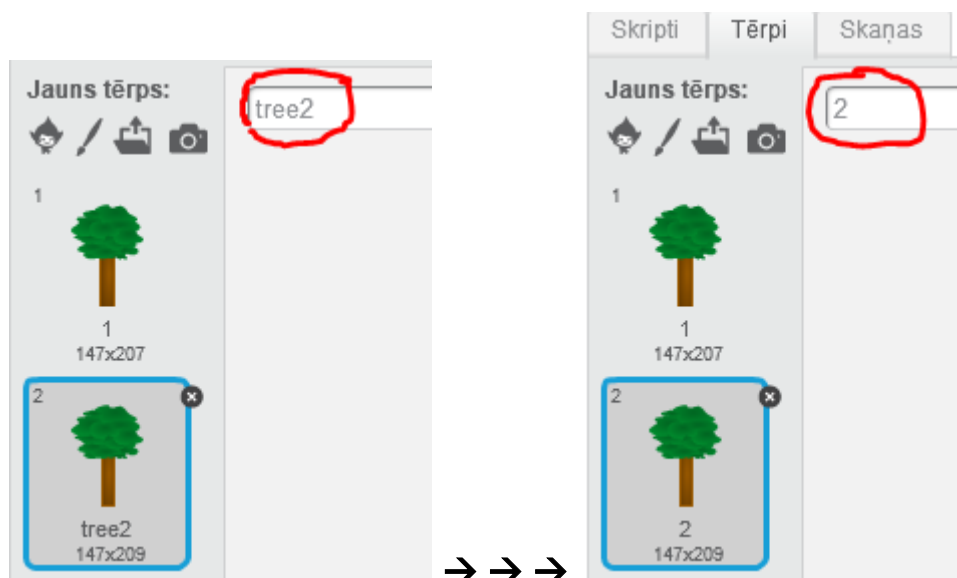 Jauns tērps:
tree2
1
1
147x207
2
tree2
147x209
→ → →
Skripti Tērpi Skaņas
Jauns tērps:
2
1
1
147x207
2
2
147x209